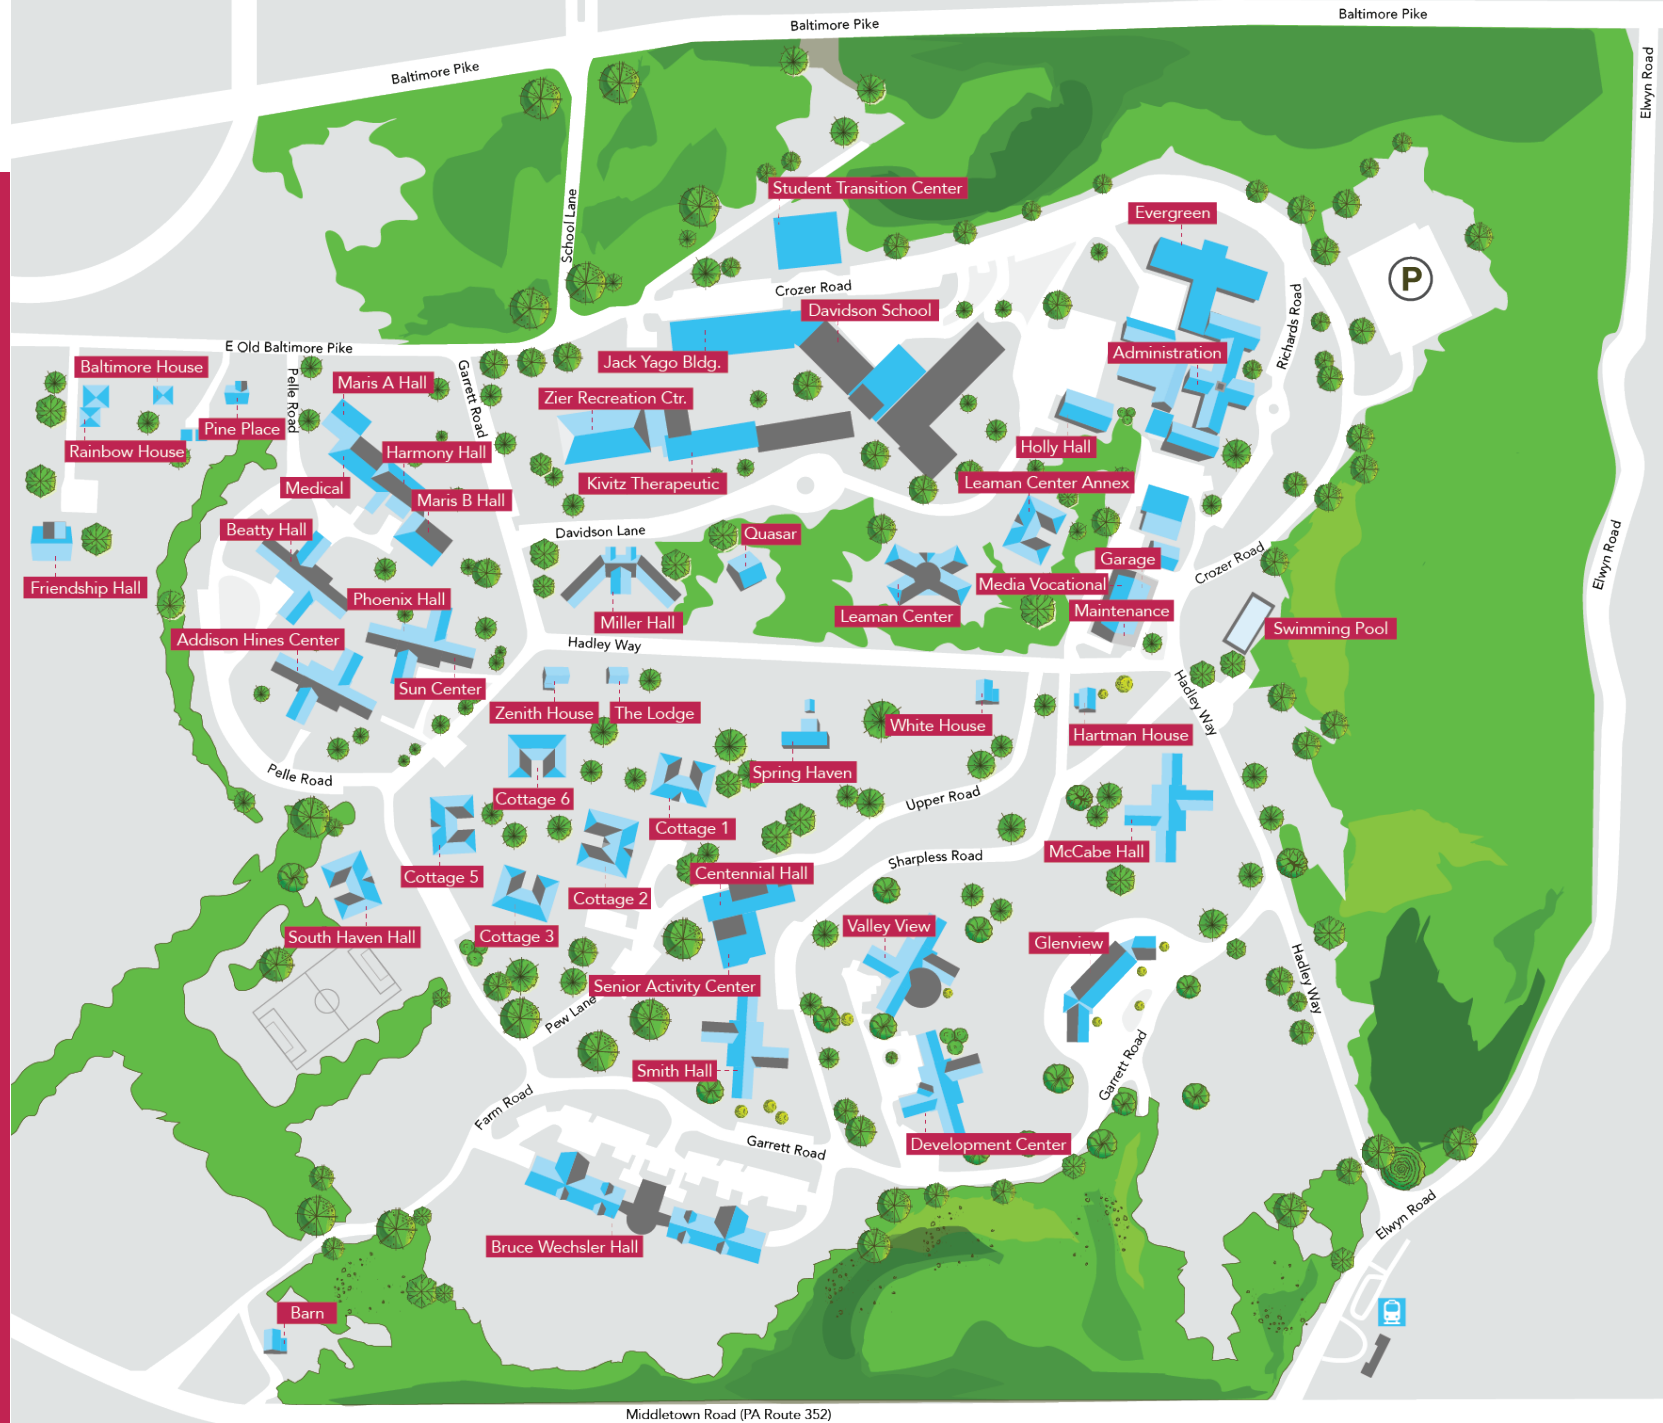 Baltimore Pike
Baltimore Pike
Baltimore Pike
Elwyn Road
Student Transition Center
School Lane
Evergreen
P
Crozer Road
Davidson School
Richards Road
E Old Baltimore Pike
Administration
Baltimore House
Jack Yago Bldg.
Pelle Road
Maris A Hall
Garrett Road
Zier Recreation Ctr.
Pine Place
Rainbow House
Harmony Hall
Holly Hall
Medical
Kivitz Therapeutic
Leaman Center Annex
Maris B Hall
Beatty Hall
Davidson Lane
Quasar
Garage
Crozer Road
Elwyn Road
Friendship Hall
Media Vocational
Phoenix Hall
Miller Hall
Leaman Center
Maintenance
Swimming Pool
Addison Hines Center
Hadley Way
Sun Center
Hadley Way
Zenith House
The Lodge
White House
Hartman House
Pelle Road
Spring Haven
Cottage 6
Upper Road
Cottage 1
McCabe Hall
Sharpless Road
Cottage 5
Centennial Hall
Cottage 2
Valley View
South Haven Hall
Cottage 3
Glenview
Hadley Way
Senior Activity Center
Pew Lane
Smith Hall
Garrett Road
Farm Road
Garrett Road
Development Center
Elwyn Road
Bruce Wechsler Hall
Barn
Middletown Road (PA Route 352)